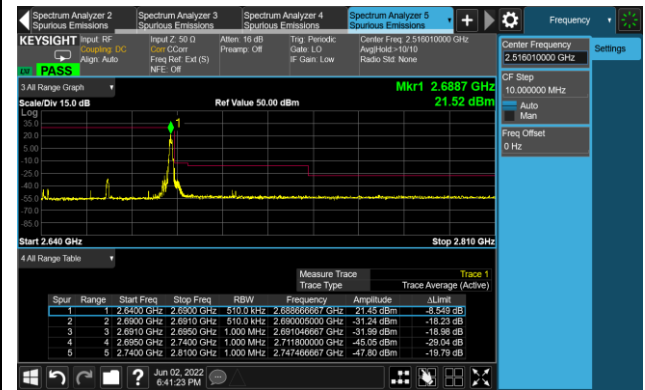 Spectrum Analyzer 2 Spectrum Analyzer 3 Spectrum Analyzer 4 Spectrum Analyzer 5 Frequency
Spurious Emissions Spurious Emissions Spurious Emissions Spurious Emissions
KEYSIGHT Input: RF Input Z: 50 Ω Atten: 16 dB Trig: Periodic Center Freq: 2.516010000 GHz
Coupling: DC Corr CCorr Preamp: Off Gate: LO Avg|Hold:>10/10
Align: Auto Freq Ref: Ext (S) IF Gain: Low Radio Std: None
PASS NFE: Off
Center Frequency
2.516010000 GHz
Settings
CF Step
10.000000 MHz
Auto
Man
Freq Offset
0 Hz
3 All Range Graph Mkr1 2.6887 GHz
Scale/Div 15.0 dB Ref Value 50.00 dBm 21.52 dBm
Log
35.0
20.0
5.00
-10.0
-25.0
-40.0
-55.0
-70.0
-85.0
1
Start 2.640 GHz Stop 2.810 GHz
4 All Range Table
Measure Trace Trace 1
Trace Type Trace Average (Active)
Spur Range Start Freq Stop Freq RBW Frequency Amplitude ΔLimit
1 1 2.6400 GHz 2.6900 GHz 510.0 kHz 2.688666667 GHz 21.45 dBm -8.549 dB
2 2 2.6900 GHz 2.6910 GHz 510.0 kHz 2.690005000 GHz -31.24 dBm -18.23 dB
3 3 2.6910 GHz 2.6950 GHz 1.000 MHz 2.691046667 GHz -31.99 dBm -18.98 dB
4 4 2.6950 GHz 2.7400 GHz 1.000 MHz 2.711800000 GHz -45.05 dBm -29.04 dB
5 5 2.7400 GHz 2.8100 GHz 1.000 MHz 2.747466667 GHz -47.80 dBm -19.79 dB
Jun 02, 2022
6:41:23 PM